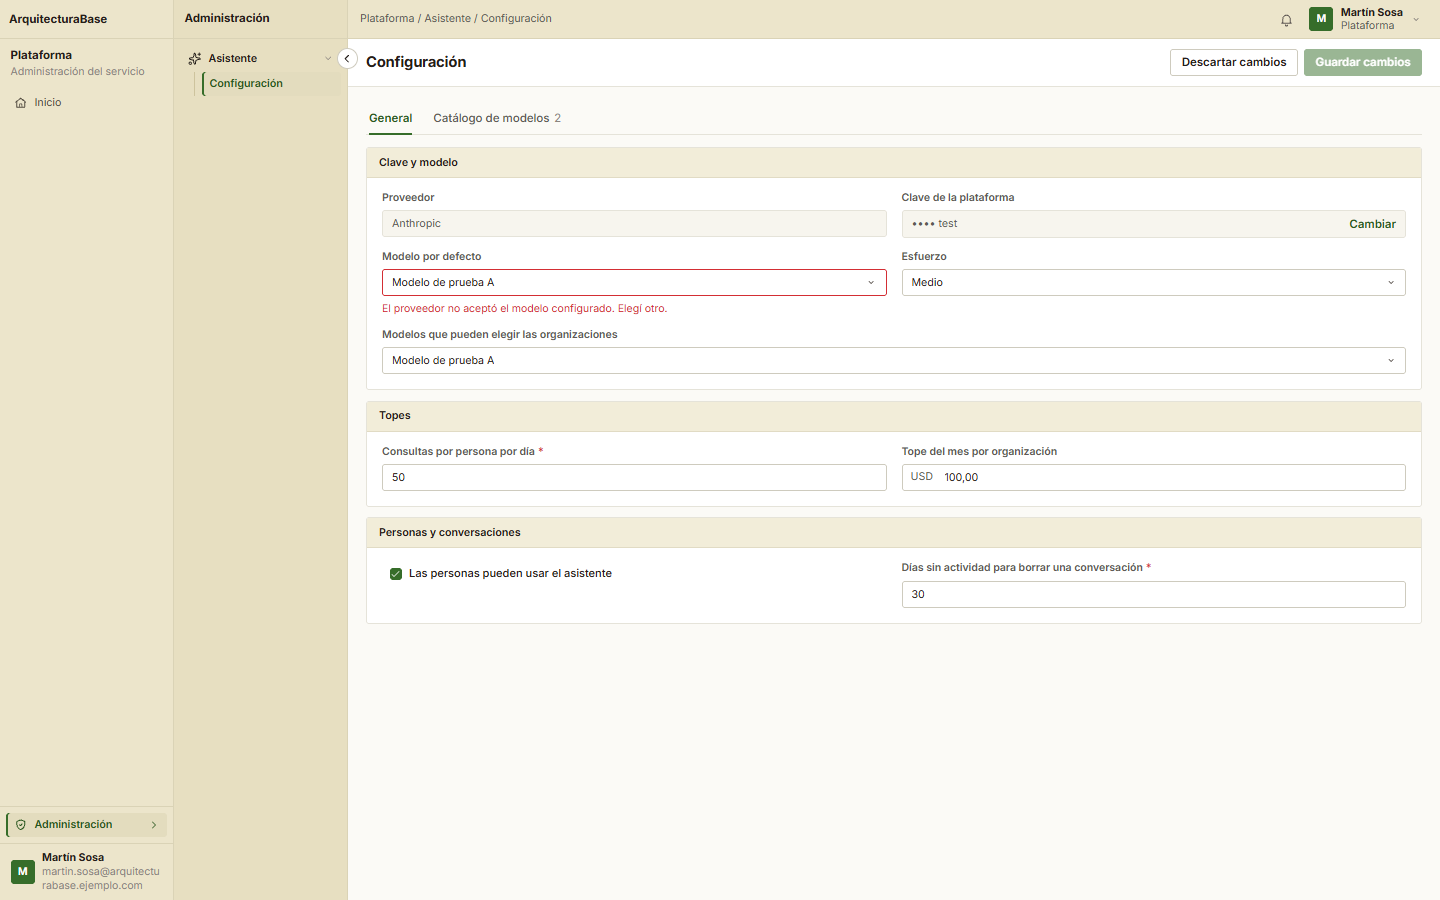 ArquitecturaBase
Plataforma
Administración del servicio
Inicio
Administración
Martín Sosa
martin.sosa@arquitectu
rabase.ejemplo.com
Administración
Asistente
Configuración
Plataforma / Asistente / Configuración
M
Martín Sosa
Plataforma
Configuración
Descartar cambios
Guardar cambios
General
Catálogo de modelos 2
Clave y modelo
Proveedor
Anthropic
Clave de la plataforma
•••• test
Cambiar
Modelo por defecto
Modelo de prueba A
El proveedor no aceptó el modelo configurado. Elegí otro.
Esfuerzo
Medio
Modelos que pueden elegir las organizaciones
Modelo de prueba A
Topes
Consultas por persona por día *
50
Tope del mes por organización
USD 100,00
Personas y conversaciones
Las personas pueden usar el asistente
Días sin actividad para borrar una conversación *
30
M